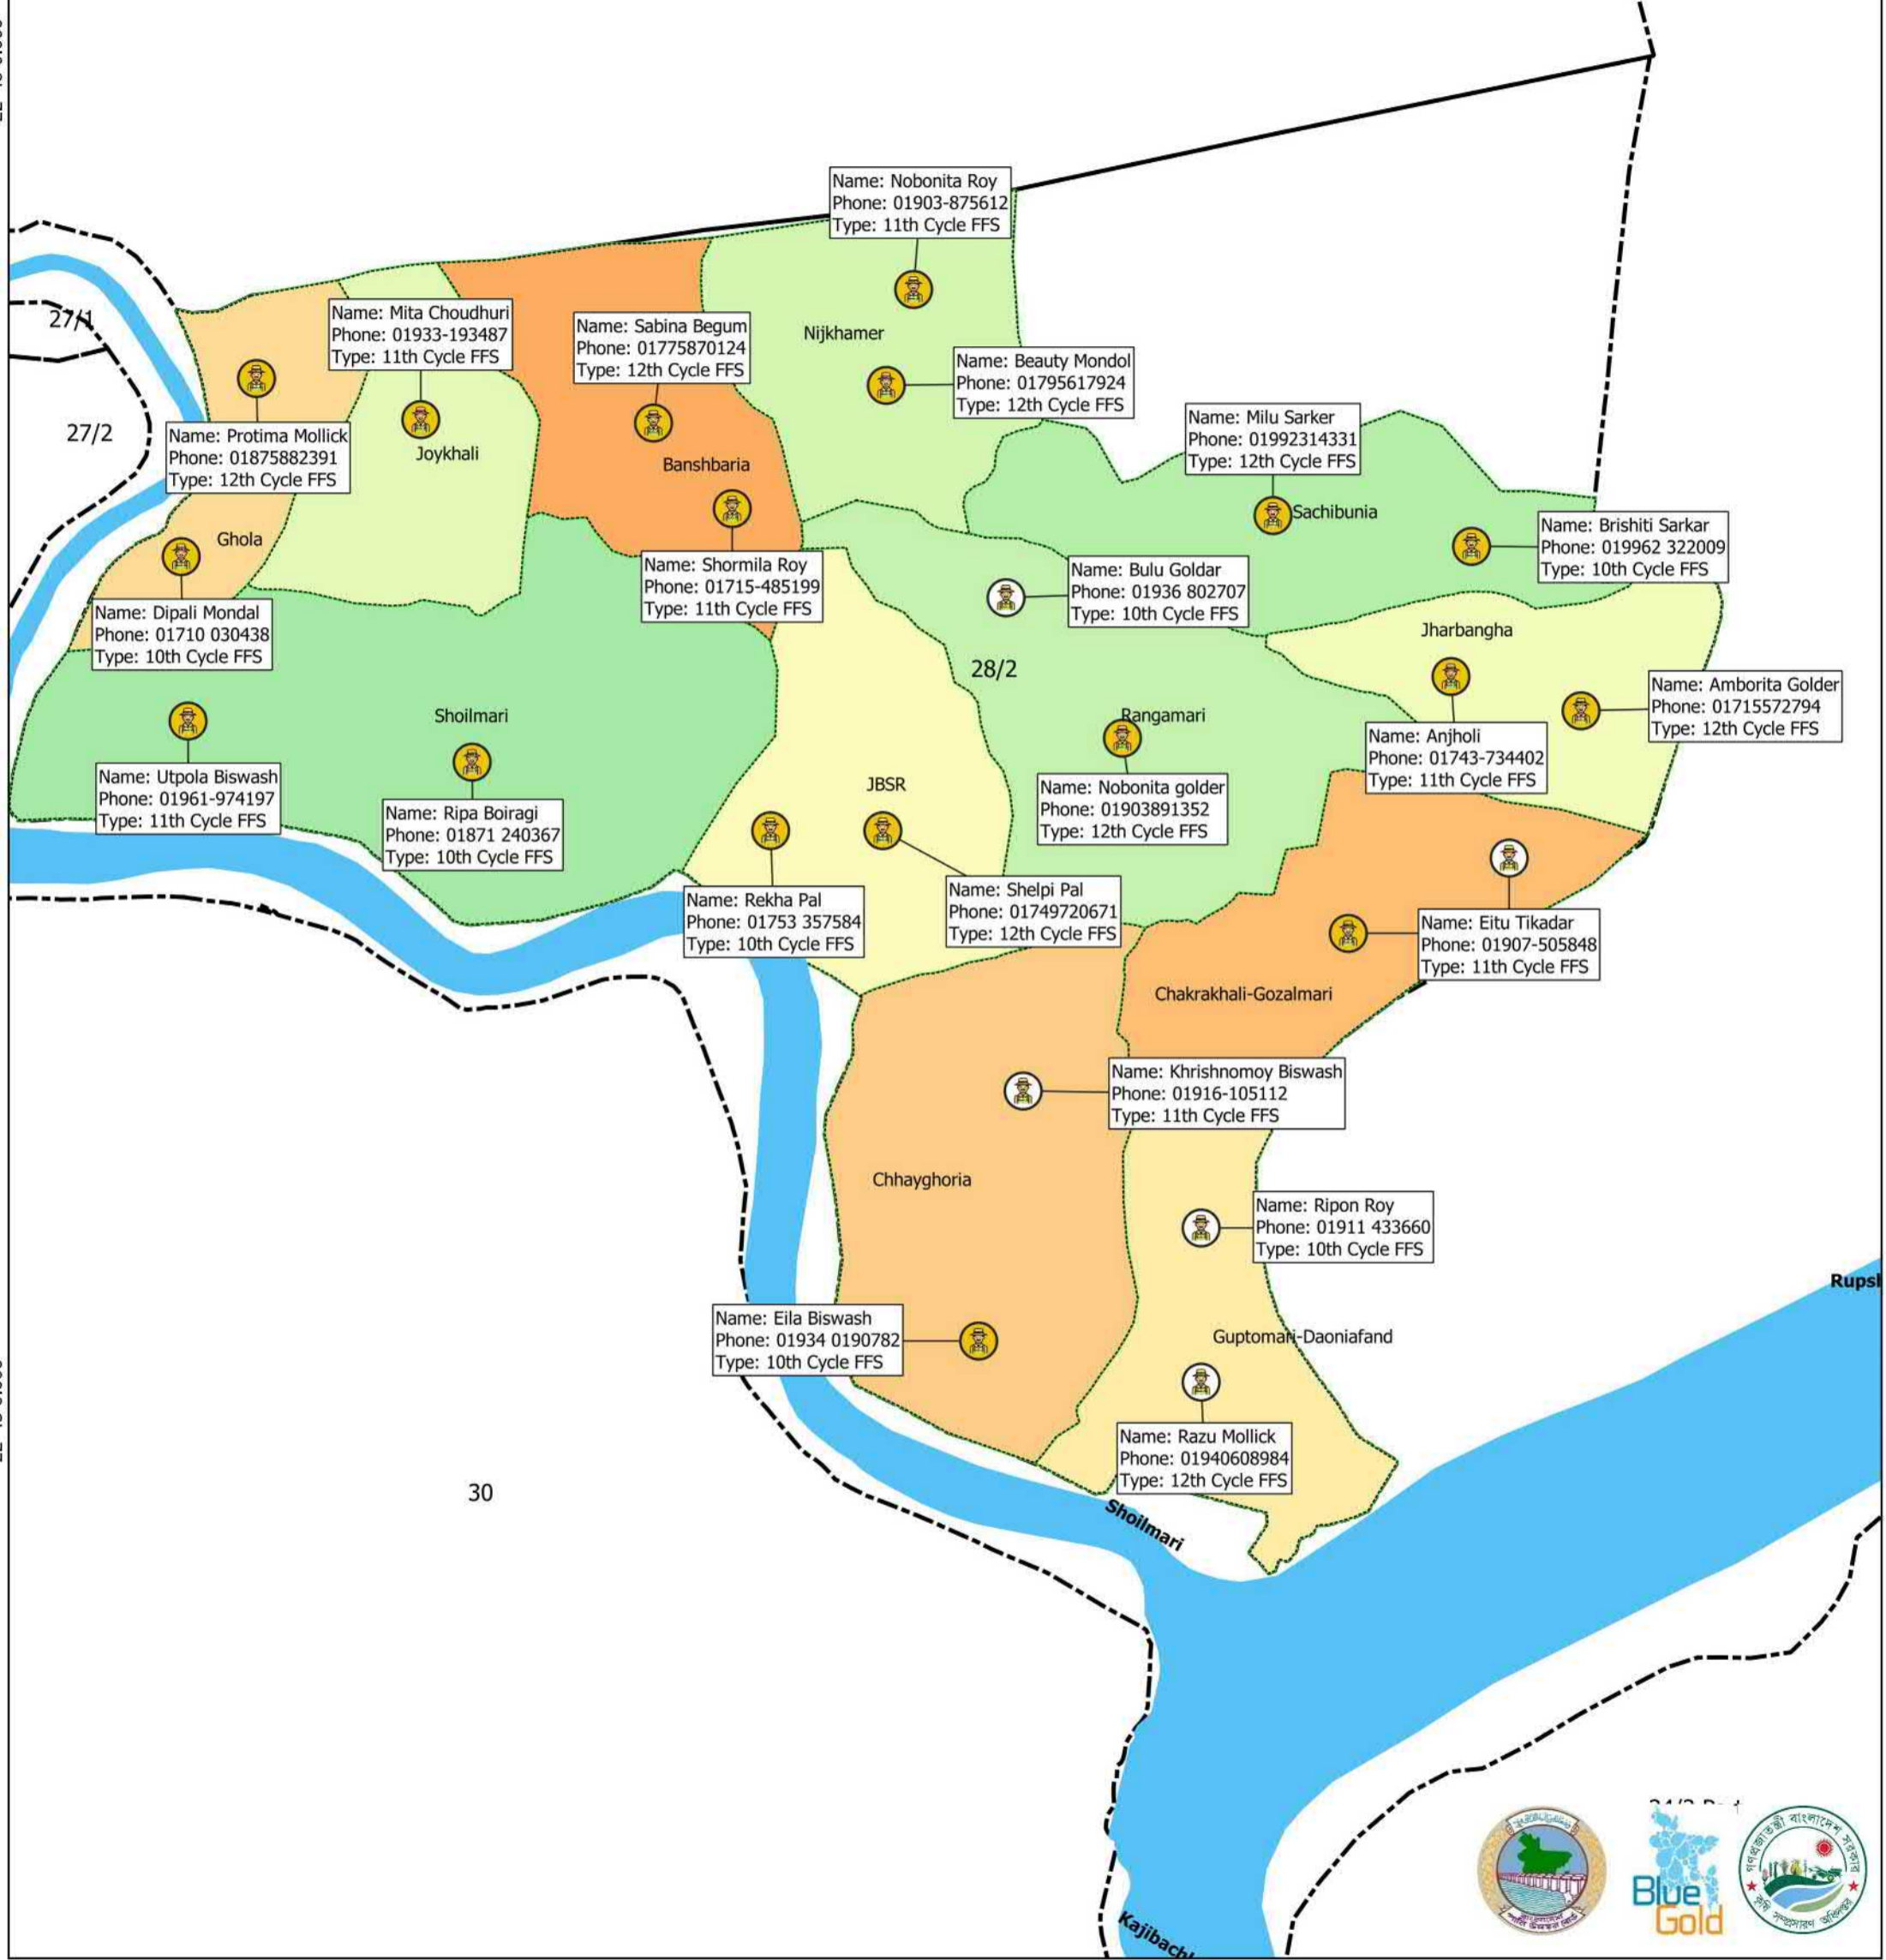 Name: Nobonita Roy
Phone: 01903-875612
Type: 11th Cycle FFS
Name: Mita Choudhuri
Phone: 01933-193487
Type: 11th Cycle FFS
Name: Sabina Begum
Phone: 01775870124
Type: 12th Cycle FFS
Nijkhamer
27/1
Name: Beauty Mondol
Phone: 01795617924
Type: 12th Cycle FFS
27/2
Name: Protima Mollick
Phone: 01875882391
Type: 12th Cycle FFS
Joykhali
Banshbaria
Name: Milu Sarker
Phone: 01992314331
Type: 12th Cycle FFS
Sachibunia
Ghola
Name: Brishiti Sarkar
Phone: 019962 322009
Type: 10th Cycle FFS
Name: Shormila Roy
Phone: 01715-485199
Type: 11th Cycle FFS
Name: Bulu Goldar
Phone: 01936 802707
Type: 10th Cycle FFS
Name: Dipali Mondal
Phone: 01710 030438
Type: 10th Cycle FFS
Jharbangha
28/2
Name: Amborita Golder
Phone: 01715572794
Type: 12th Cycle FFS
Shoilmari
Rangamari
Name: Anjholi
Phone: 01743-734402
Type: 11th Cycle FFS
Name: Utpola Biswash
Phone: 01961-974197
Type: 11th Cycle FFS
JBSR
Name: Nobonita golder
Phone: 01903891352
Type: 12th Cycle FFS
Name: Ripa Boiragi
Phone: 01871 240367
Type: 10th Cycle FFS
Name: Rekha Pal
Phone: 01753 357584
Type: 10th Cycle FFS
Name: Shelpi Pal
Phone: 01749720671
Type: 12th Cycle FFS
Name: Eitu Tikadar
Phone: 01907-505848
Type: 11th Cycle FFS
Chakrakhali-Gozalmari
Name: Khrishnomoy Biswash
Phone: 01916-105112
Type: 11th Cycle FFS
Chhayghoria
Name: Ripon Roy
Phone: 01911 433660
Type: 10th Cycle FFS
Rupsl
Name: Eila Biswash
Phone: 01934 0190782
Type: 10th Cycle FFS
Guptomari-Daoniafand
Name: Razu Mollick
Phone: 01940608984
Type: 12th Cycle FFS
30
Shoilmari
Kajibach
Blue
Gold
গণপ্রজাতন্ত্রী বাংলাদেশ সরকার
কৃষি সম্প্রসারণ অধিদপ্তর